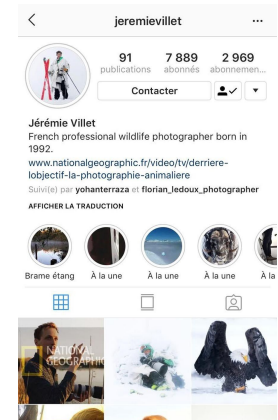 jeremievillet
91 7 889 2 969
publications abonnés abonnemen...
Contacter
Jérémie Villet
French professional wildlife photographer born in
1992.
www.nationalgeographic.fr/video/tv/derriere-
lobjectif-la-photographie-animaliere
Suivi(e) par yohanterraza et florian_ledoux_photographer
AFFICHER LA TRADUCTION
Brame étang À la une À la une À la une À la
NATIONAL
GEOGRAPHIC